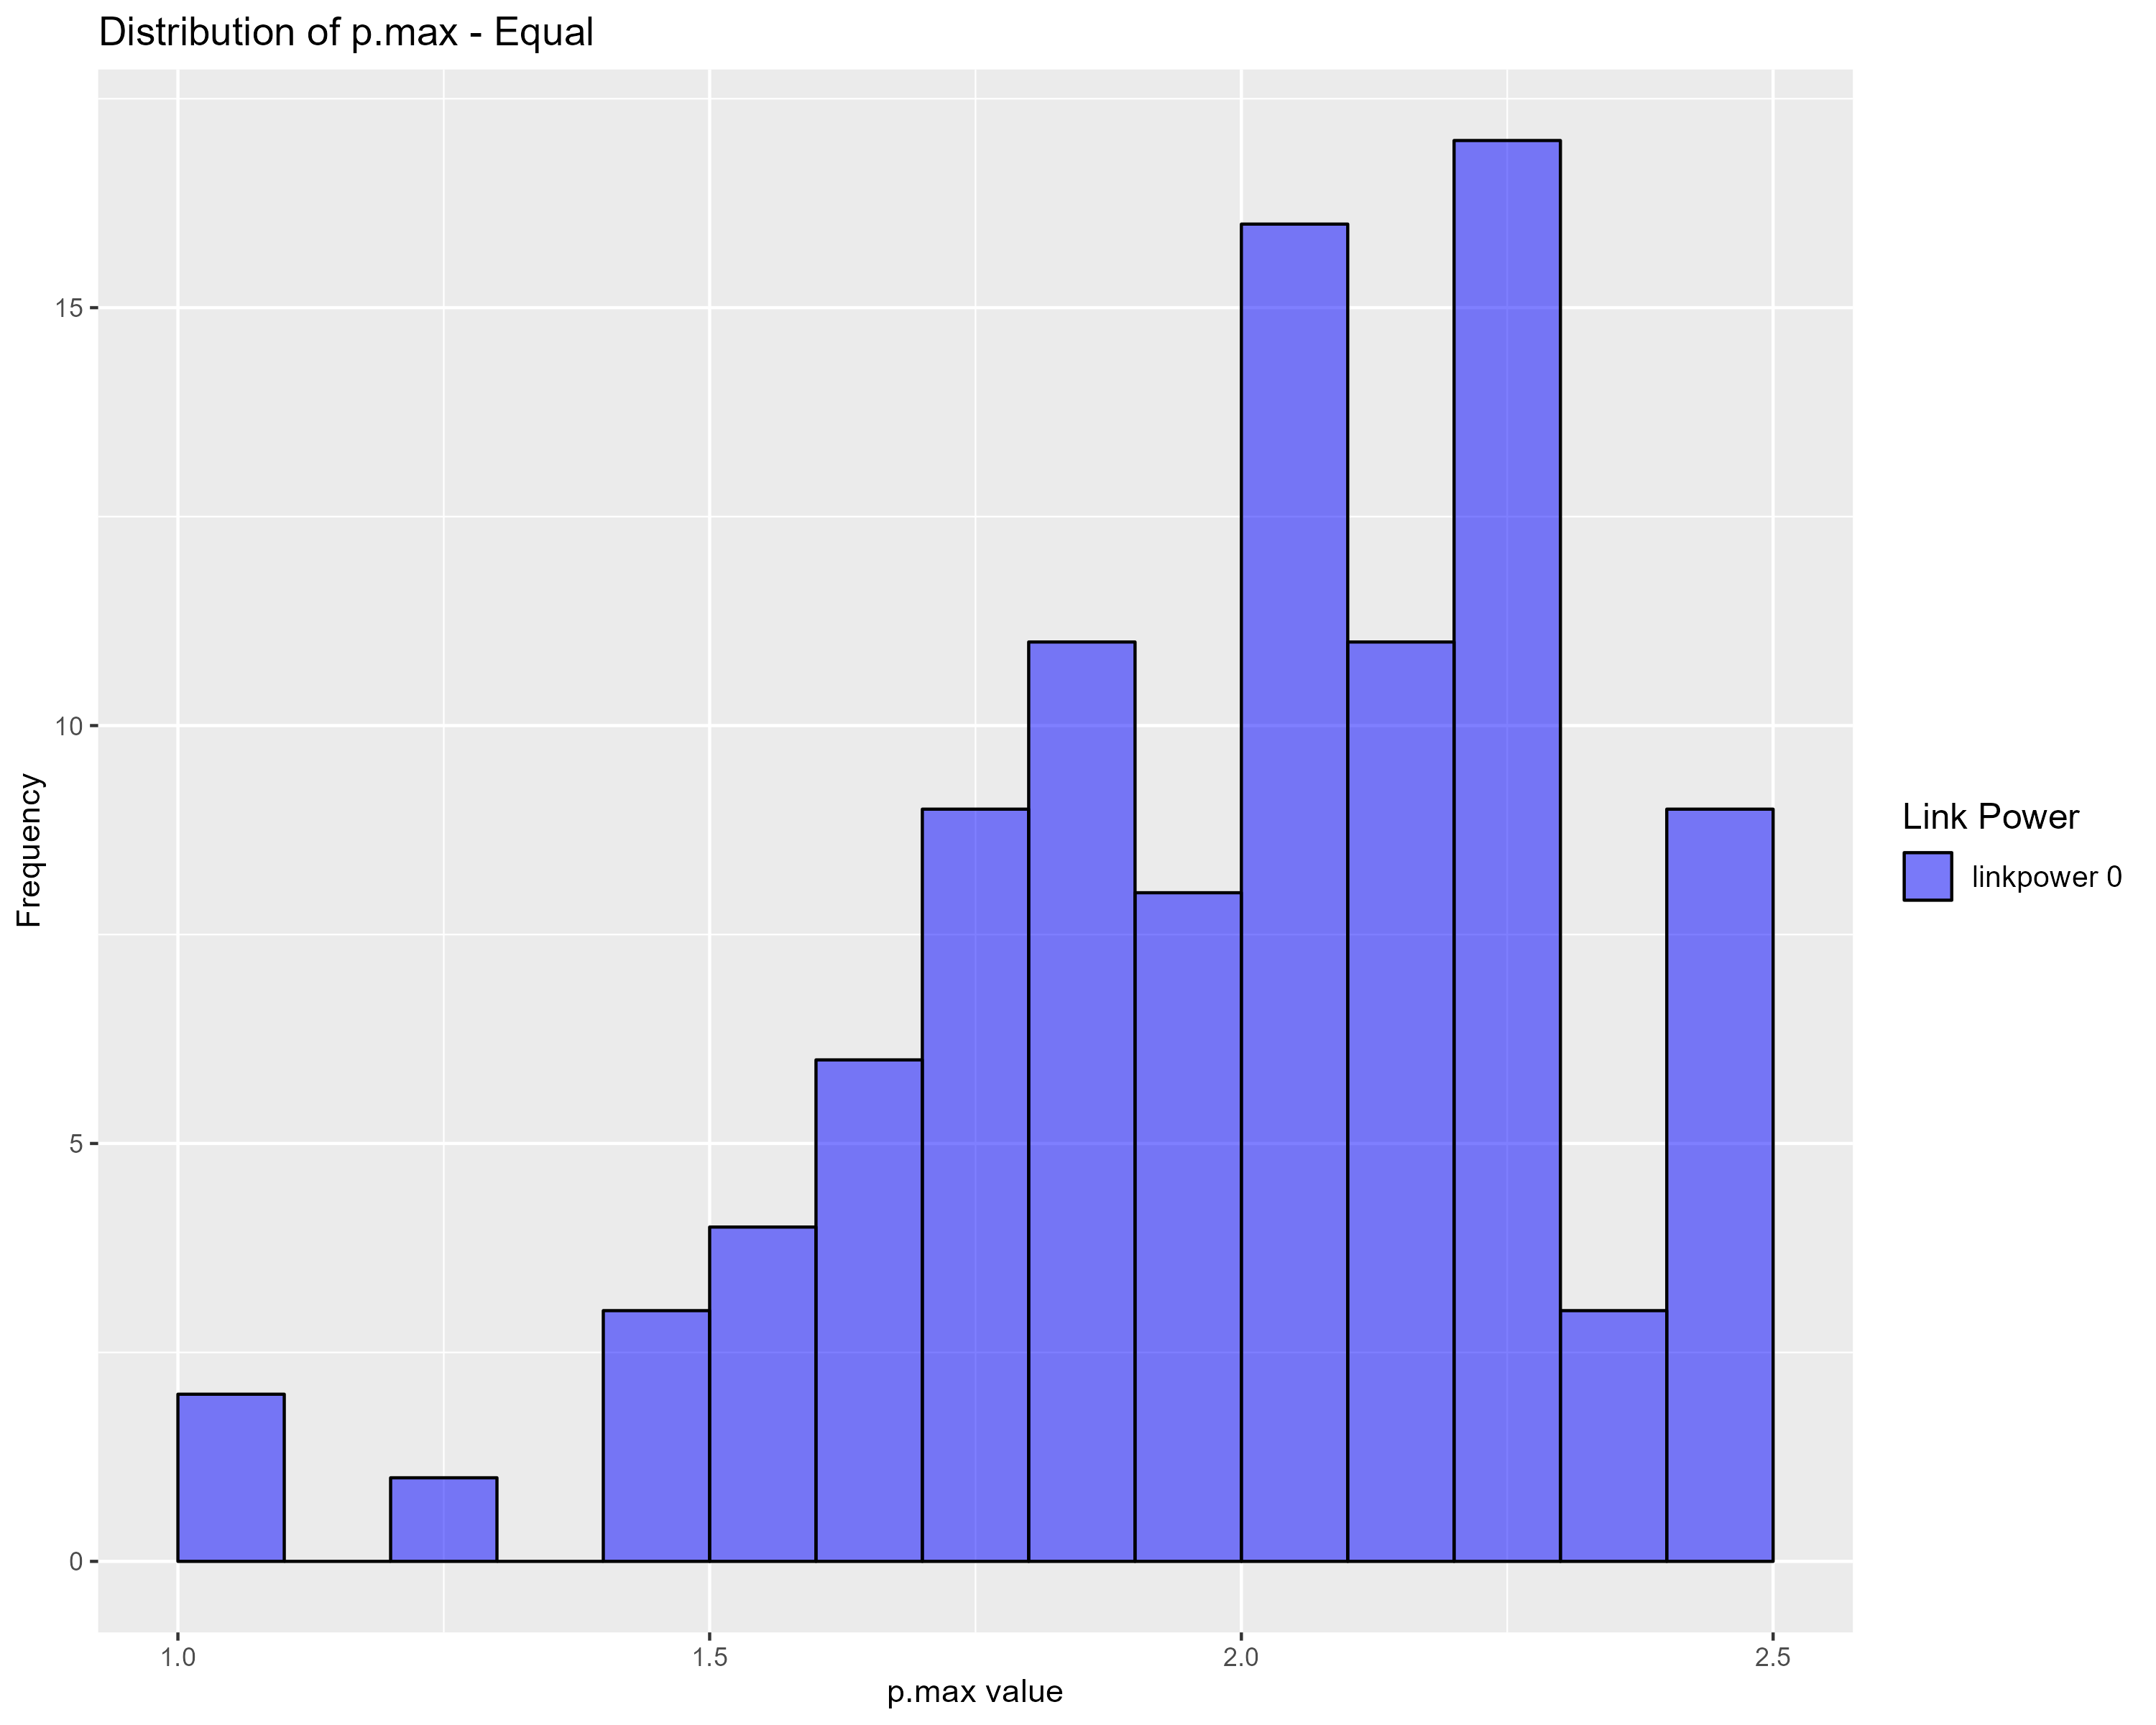 Distribution of p.max - Equal
15
10
5
0
Frequency
1.0 1.5 2.0 2.5
p.max value
Link Power
linkpower 0